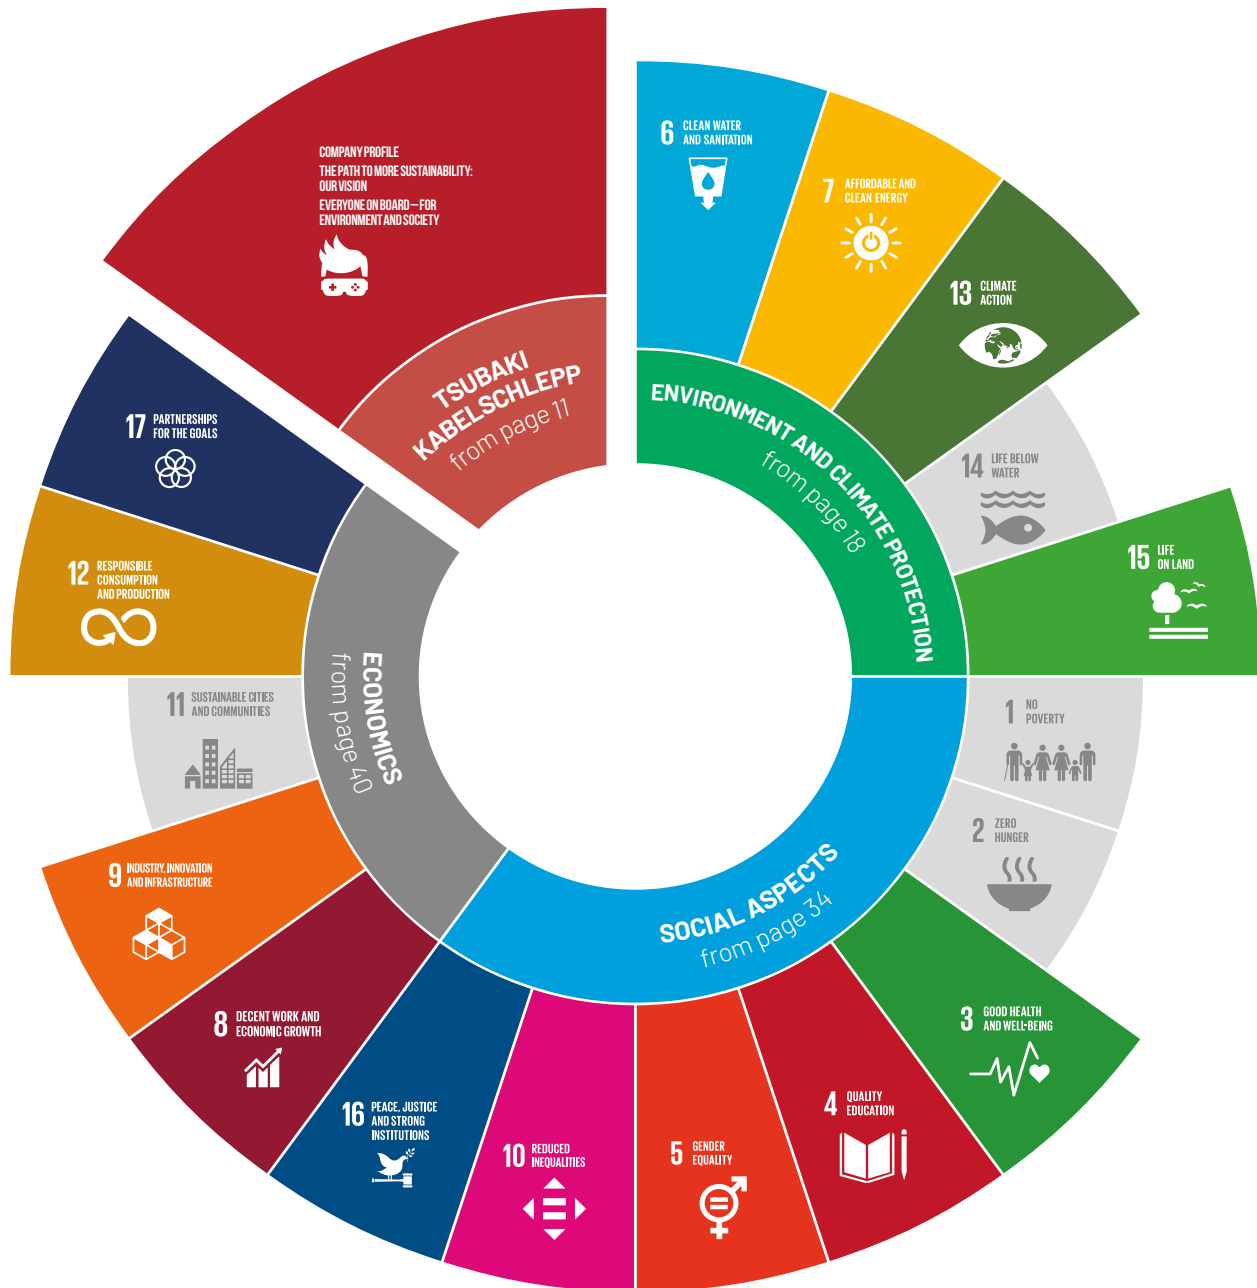 COMPANY PROFILE
THE PATH TO MORE SUSTAINABILITY:
OUR VISION
EVERYONE ON BOARD – FOR
ENVIRONMENT AND SOCIETY
TSUBAKI
KABELSCHLEPP
from page 11
6 CLEAN WATER
AND SANITATION
7 AFFORDABLE AND
CLEAN ENERGY
13 CLIMATE
ACTION
14 LIFE BELOW
WATER
15 LIFE
ON LAND
ENVIRONMENT AND CLIMATE PROTECTION
from page 18
1 NO
POVERTY
2 ZERO
HUNGER
3 GOOD HEALTH
AND WELL-BEING
4 QUALITY
EDUCATION
5 GENDER
EQUALITY
10 REDUCED
INEQUALITIES
16 PEACE, JUSTICE
AND STRONG
INSTITUTIONS
SOCIAL ASPECTS
from page 34
8 DECENT WORK AND
ECONOMIC GROWTH
9 INDUSTRY, INNOVATION
AND INFRASTRUCTURE
11 SUSTAINABLE CITIES
AND COMMUNITIES
12 RESPONSIBLE
CONSUMPTION
AND PRODUCTION
17 PARTNERSHIPS
FOR THE GOALS
ECONOMICS
from page 40